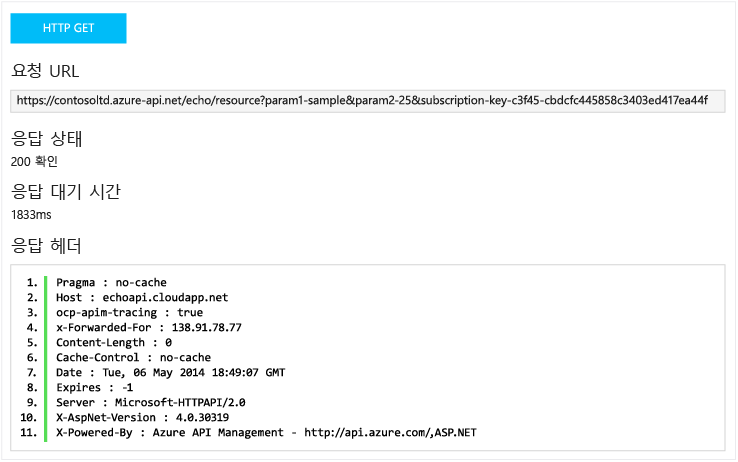 HTTP GET
요청 URL
https://contosoltd.azure-api.net/echo/resource?param1-sample&param2-25&subscription-key-c3f45-cbdcfc445858c3403ed417ea44f
응답 상태
200 확인
응답 대기 시간
1833ms
응답 헤더
1. Pragma : no-cache
2. Host : echoapi.cloudapp.net
3. ocp-apim-tracing : true
4. x-Forwarded-For : 138.91.78.77
5. Content-Length : 0
6. Cache-Control : no-cache
7. Date : Tue, 06 May 2014 18:49:07 GMT
8. Expires : -1
9. Server : Microsoft-HTTPAPI/2.0
10. X-AspNet-Version : 4.0.30319
11. X-Powered-By : Azure API Management - http://api.azure.com/,ASP.NET